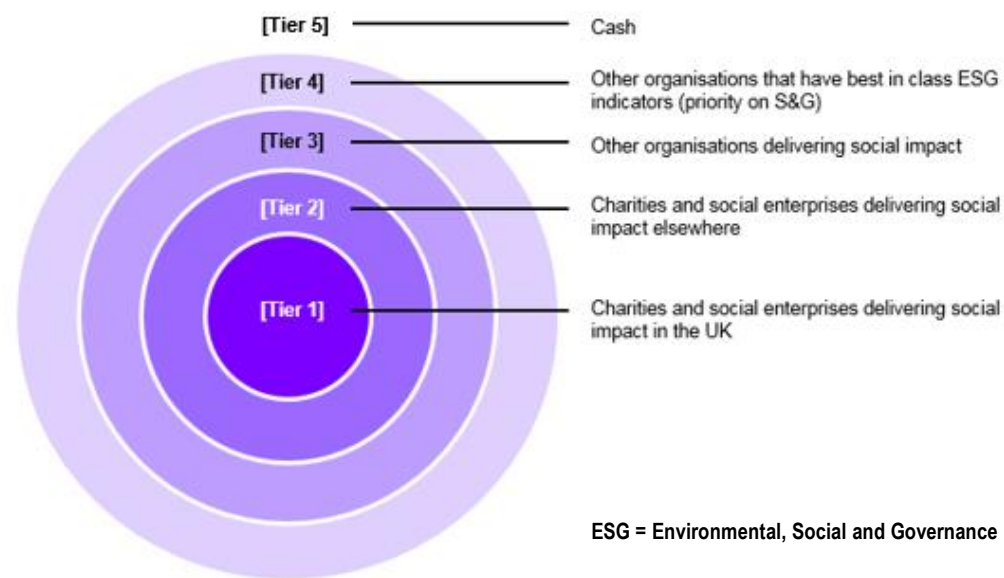 [Tier 5]
Cash
[Tier 4]
Other organisations that have best in class ESG
indicators (priority on S&G)
[Tier 3]
Other organisations delivering social impact
[Tier 2]
Charities and social enterprises delivering social
impact elsewhere
[Tier 1]
Charities and social enterprises delivering social
impact in the UK
ESG = Environmental, Social and Governance